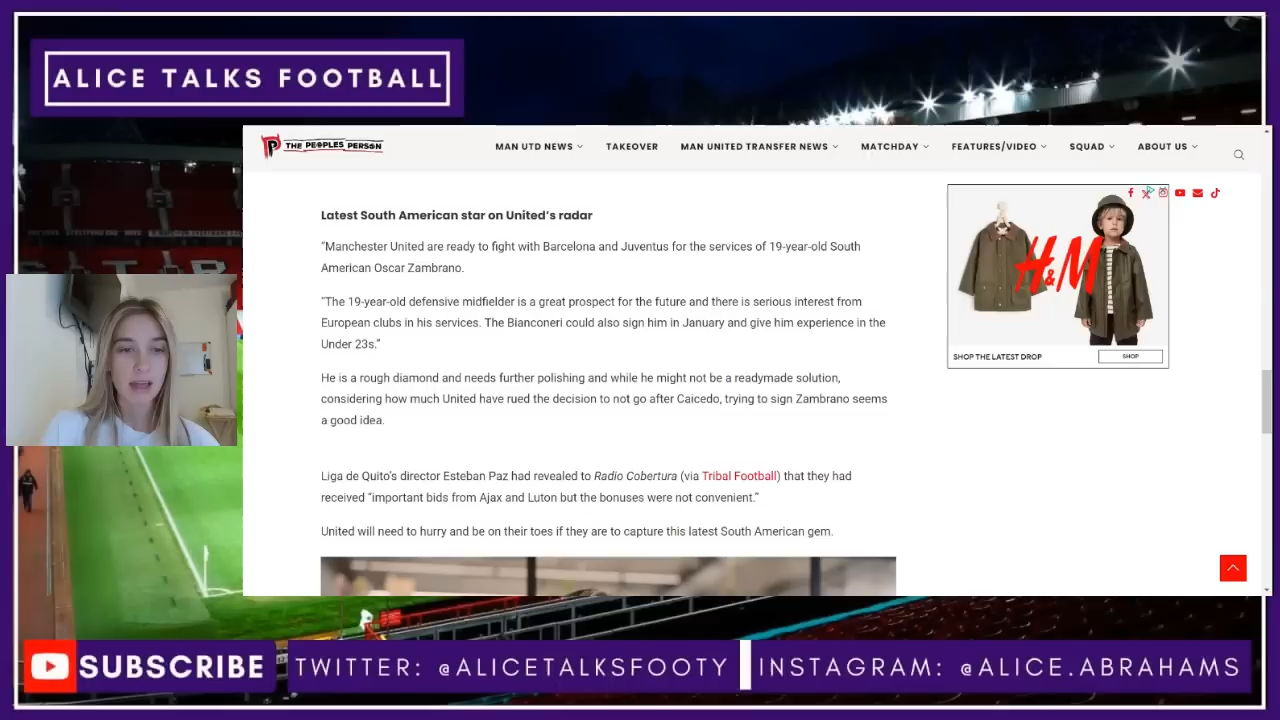 ALICE TALKS FOOTBALL
THE PEOPLES PERSON
MAN UTD NEWS TAKEOVER MAN UNITED TRANSFER NEWS MATCHDAY FEATURES/VIDEO SQUAD ABOUT US
Latest South American star on United's radar
"Manchester United are ready to fight with Barcelona and Juventus for the services of 19-year-old South
American Oscar Zambrano.
"The 19-year-old defensive midfielder is a great prospect for the future and there is serious interest from
European clubs in his services. The Bianconeri could also sign him in January and give him experience in the
Under 23s."
He is a rough diamond and needs further polishing and while he might not be a readymade solution,
considering how much United have rued the decision to not go after Caicedo, trying to sign Zambrano seems
a good idea.
Liga de Quito's director Esteban Paz had revealed to Radio Cobertura (via Tribal Football) that they had
received "important bids from Ajax and Luton but the bonuses were not convenient."
United will need to hurry and be on their toes if they are to capture this latest South American gem.
H&M
SHOP THE LATEST DROP SHOP
SUBSCRIBE
TWITTER: @ALICETALKSFOOTY
INSTAGRAM: @ALICE.ABRAHAMS